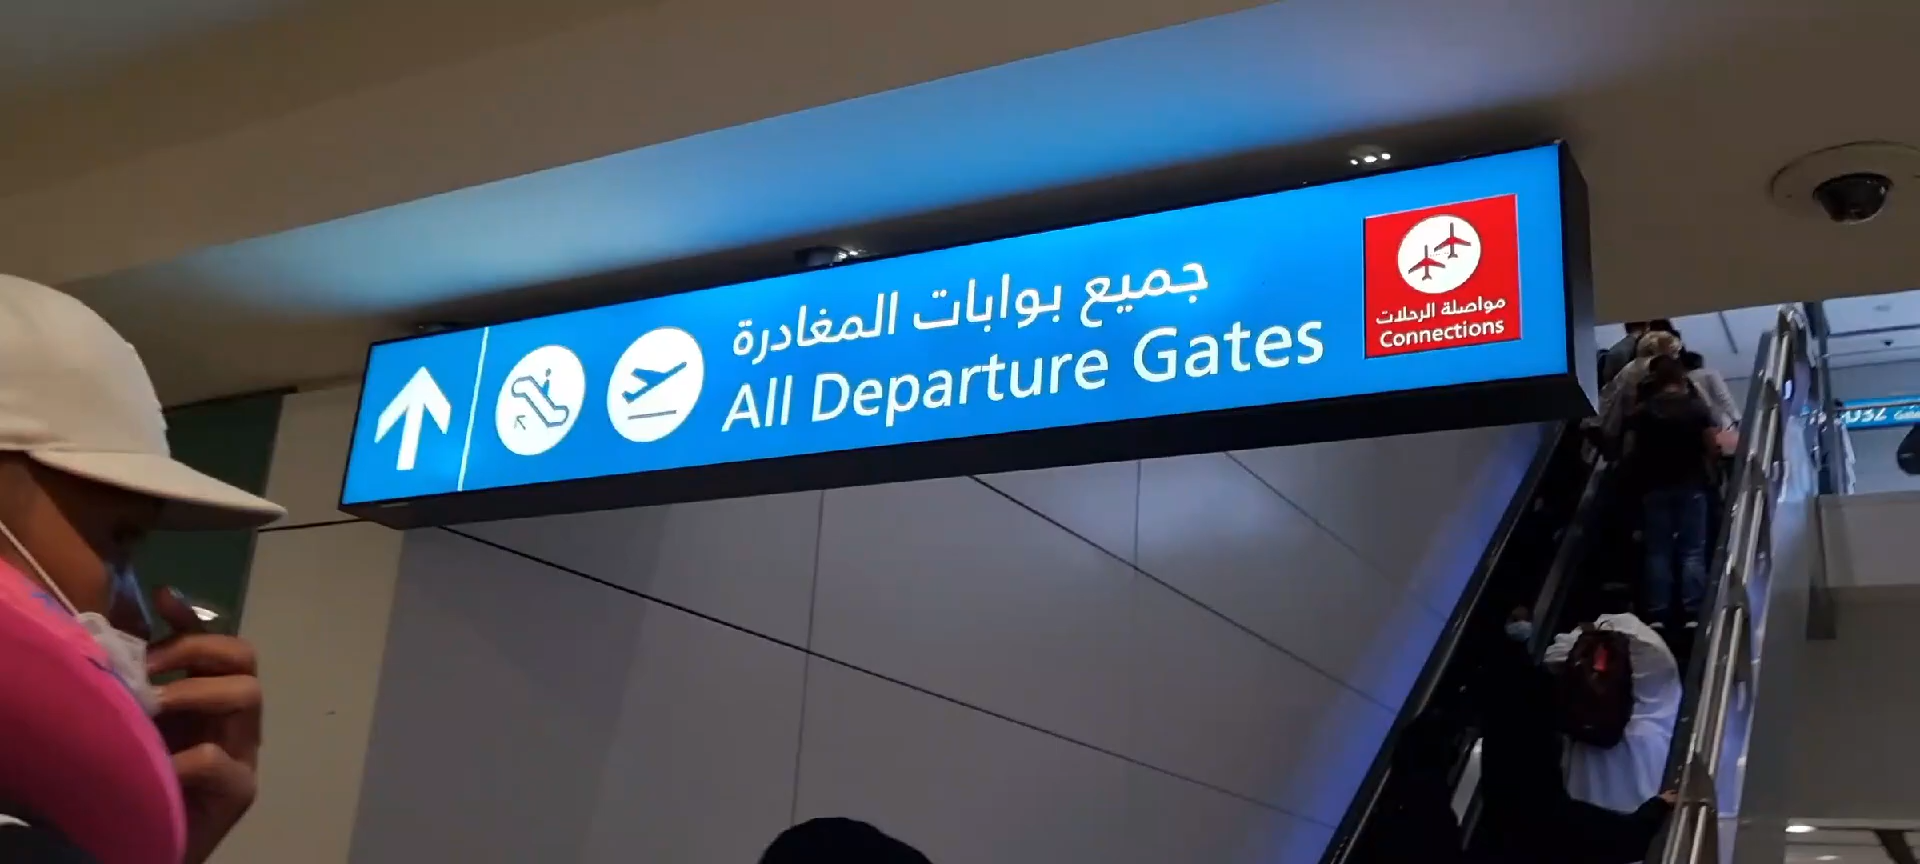 جميع بوابات المغادرة
All Departure Gates
مواصلة الرحلات
Connections